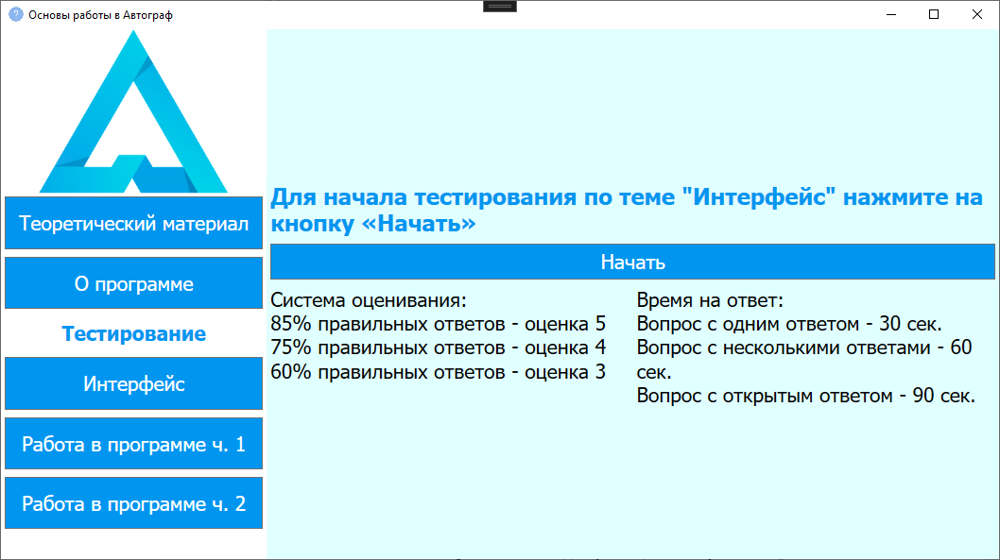 Основы работы в Автограф
Теоретический материал
О программе
Тестирование
Интерфейс
Работа в программе ч. 1
Работа в программе ч. 2
Для начала тестирования по теме "Интерфейс" нажмите на
кнопку «Начать»
Начать
Система оценивания:
85% правильных ответов - оценка 5
75% правильных ответов - оценка 4
60% правильных ответов - оценка 3
Время на ответ:
Вопрос с одним ответом - 30 сек.
Вопрос с несколькими ответами - 60
сек.
Вопрос с открытым ответом - 90 сек.